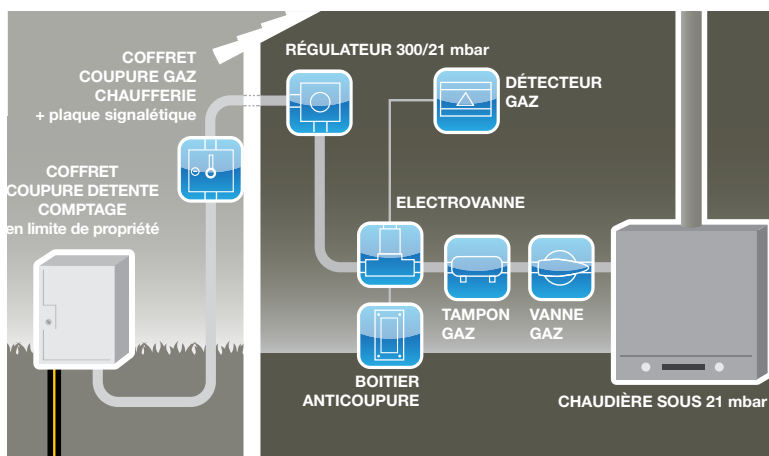 COFFRET
COUPURE GAZ
CHAUFFERIE
+ plaque signalétique
COFFRET
COUPURE DETENTE
COMPTAGE
en limite de propriété
RÉGULATEUR 300/21 mbar
DÉTECTEUR
GAZ
ELECTROVANNE
TAMPON
GAZ
VANNE
GAZ
BOITIER
ANTICOUPURE
CHAUDIÈRE SOUS 21 mbar